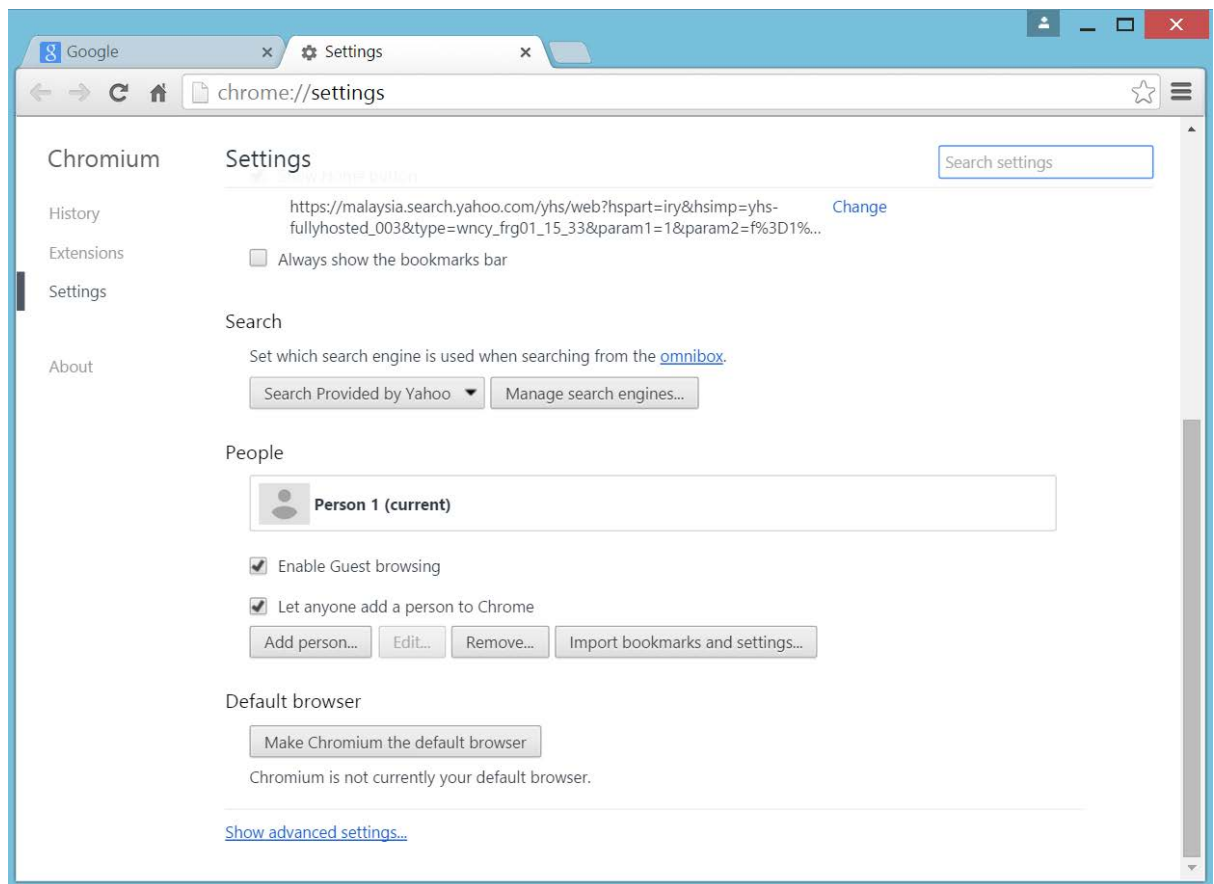 Google
Settings
chrome://settings
Chromium
Settings
Search settings
Show Home button
History
https://malaysia.search.yahoo.com/yhs/web?hspart=iry&hsimp=yhs-
fullyhosted_003&type=wncy_frg01_15_33&param1=1&param2=f%3D1%...
Change
Extensions
Always show the bookmarks bar
Settings
About
Search
Set which search engine is used when searching from the omnibox.
Search Provided by Yahoo
Manage search engines...
People
Person 1 (current)
Enable Guest browsing
Let anyone add a person to Chrome
Add person...
Edit...
Remove...
Import bookmarks and settings...
Default browser
Make Chromium the default browser
Chromium is not currently your default browser.
Show advanced settings...